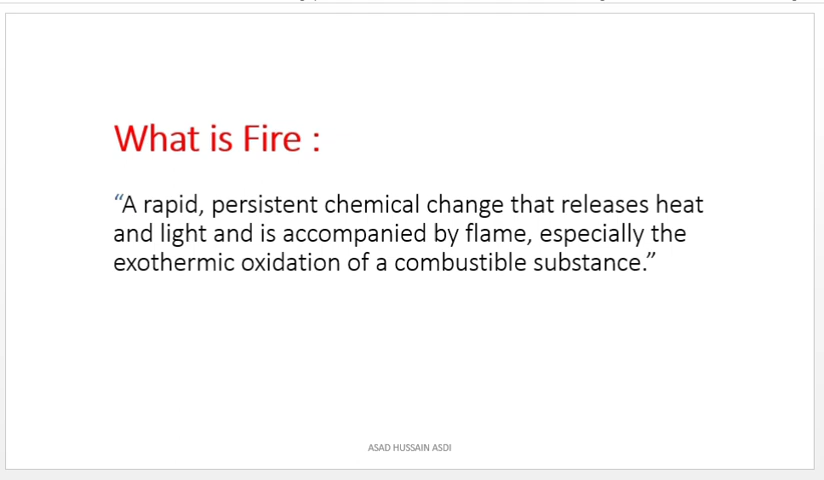 What is Fire :
“A rapid, persistent chemical change that releases heat
and light and is accompanied by flame, especially the
exothermic oxidation of a combustible substance.”
ASAD HUSSAIN ASDI